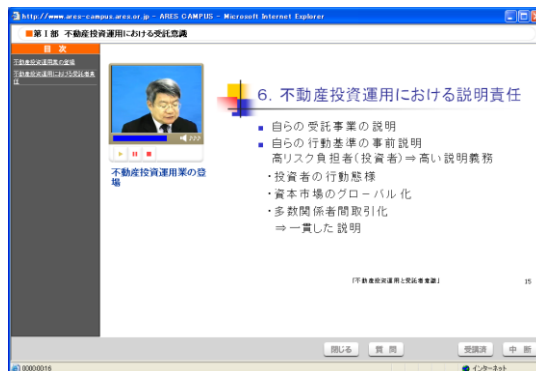 http://www.ares-campus.ares.or.jp - ARES CAMPUS - Microsoft Internet Explorer
■第Ⅰ部 不動産投資運用における受託意識
目 次
不動産投資運用業の登場
不動産投資運用における受託者責任
不動産投資運用業の登場
6. 不動産投資運用における説明責任
■ 自らの受託事業の説明
■ 自らの行動基準の事前説明
高リスク負担者(投資者)⇒高い説明義務
・投資者の行動態様
・資本市場のグローバル化
・多数関係者間取引化
⇒一貫した説明
「不動産投資運用と受託者意識」
15
閉じる
質 問
受講済
中 断
00:00:0016
インターネット